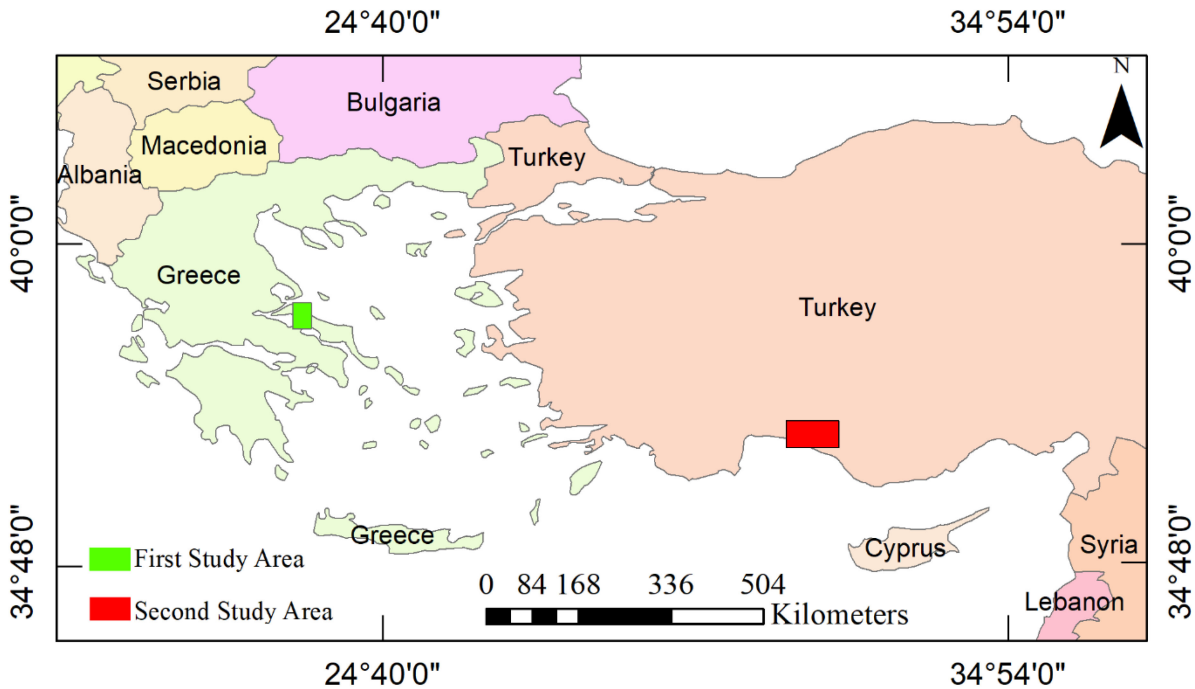 24°40'0" 34°54'0"
N
Serbia
Bulgaria
Macedonia
Turkey
Albania
40°0'0" 40°0'0"
Greece
Turkey
Greece
Cyprus
Syria
34°48'0" 34°48'0"
First Study Area
Lebanon
Second Study Area
0 84 168 336 504
Kilometers
24°40'0" 34°54'0"